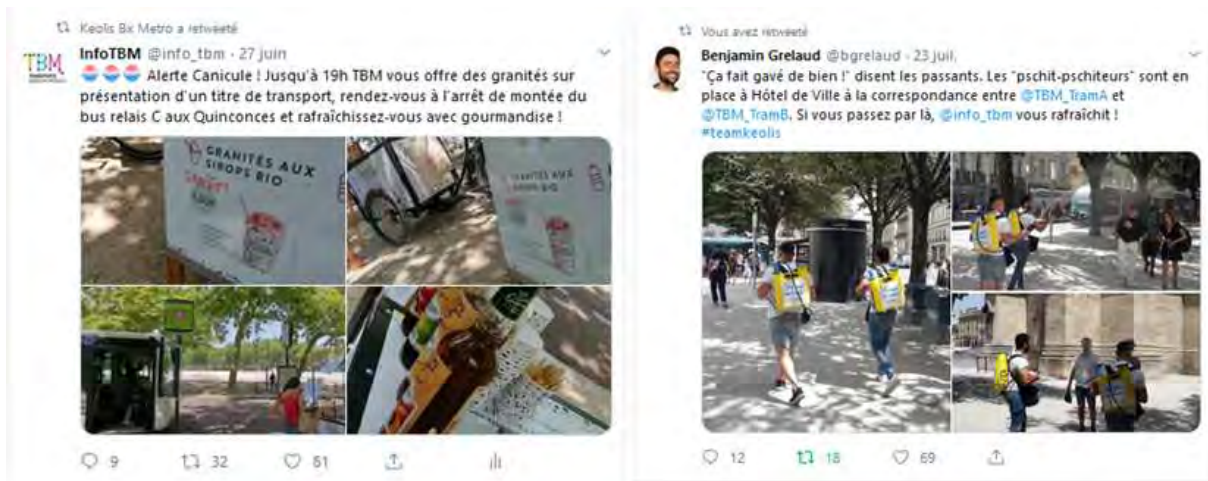 Keolis Bx Metro a retweeté
TBM
InfoTBM @info_tbm · 27 juin
Alerte Canicule ! Jusqu'à 19h TBM vous offre des granités sur
présentation d'un titre de transport, rendez-vous à l'arrêt de montée du
bus relais C aux Quinconces et rafraîchissez-vous avec gourmandise !
GRANITÉS AUX
SIROPS BIO
GRANITÉS AUX
SIROPS BIO
9 32 61
Vous avez retweeté
Benjamin Grelaud @bgrelaud · 23 juil.
"Ça fait gavé de bien !" disent les passants. Les "pschit-pschiteurs" sont en
place à Hôtel de Ville à la correspondance entre @TBM_TramA et
@TBM_TramB. Si vous passez par là, @info_tbm vous rafraîchit !
#teamkeolis
12 18 69